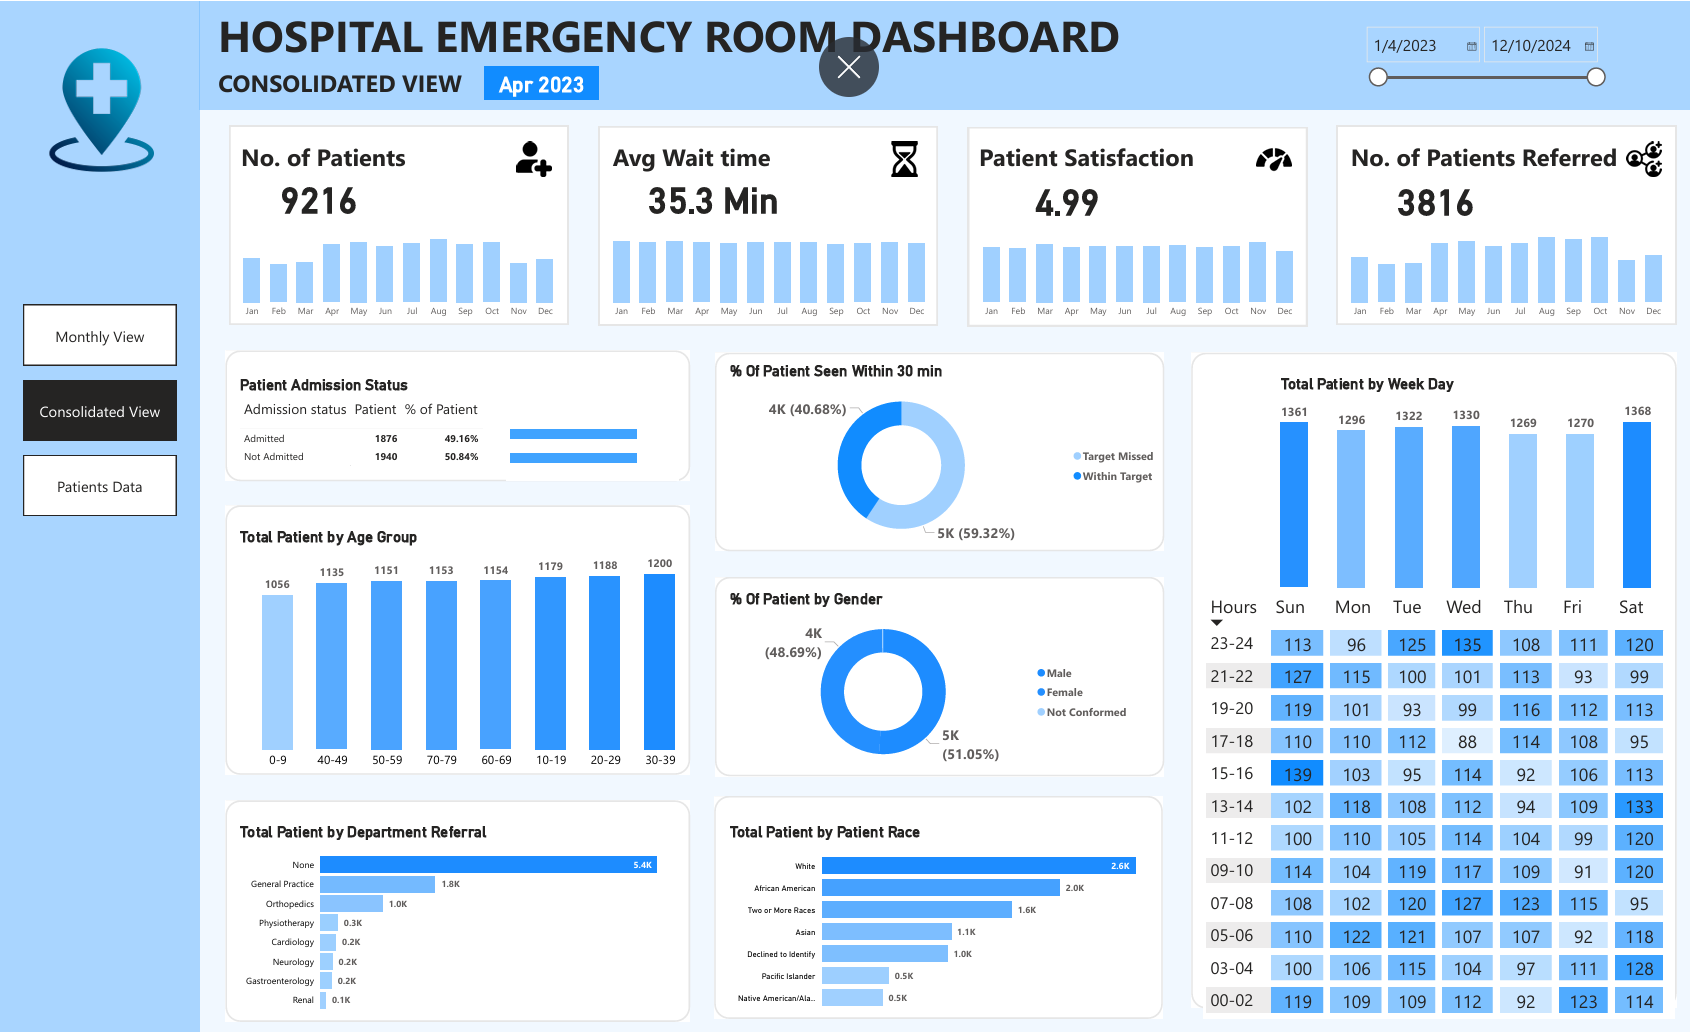 HOSPITAL EMERGENCY ROOM DASHBOARD
CONSOLIDATED VIEW Apr 2023
1/4/2023 12/10/2024
Monthly View
Consolidated View
Patients Data
No. of Patients
9216
Jan Feb Mar Apr May Jun Jul Aug Sep Oct Nov Dec
Avg Wait time
35.3 Min
Jan Feb Mar Apr May Jun Jul Aug Sep Oct Nov Dec
Patient Satisfaction
4.99
Jan Feb Mar Apr May Jun Jul Aug Sep Oct Nov Dec
No. of Patients Referred
3816
Jan Feb Mar Apr May Jun Jul Aug Sep Oct Nov Dec
Patient Admission Status
Admission status Patient % of Patient
Admitted 1876 49.16%
Not Admitted 1940 50.84%
Total Patient by Age Group
1056 1135 1151 1153 1154 1179 1188 1200
0-9 40-49 50-59 70-79 60-69 10-19 20-29 30-39
Total Patient by Department Referral
None 5.4K
General Practice 1.8K
Orthopedics 1.0K
Physiotherapy 0.3K
Cardiology 0.2K
Neurology 0.2K
Gastroenterology 0.2K
Renal 0.1K
% Of Patient Seen Within 30 min
4K (40.68%)
Target Missed
Within Target
5K (59.32%)
% Of Patient by Gender
4K
(48.69%)
Male
Female
Not Conformed
5K
(51.05%)
Total Patient by Patient Race
White 2.6K
African American 2.0K
Two or More Races 1.6K
Asian 1.1K
Declined to Identify 1.0K
Pacific Islander 0.5K
Native American/Ala.. 0.5K
Total Patient by Week Day
1361 1296 1322 1330 1269 1270 1368
Hours Sun Mon Tue Wed Thu Fri Sat
23-24 113 96 125 135 108 111 120
21-22 127 115 100 101 113 93 99
19-20 119 101 93 99 116 112 113
17-18 110 110 112 88 114 108 95
15-16 139 103 95 114 92 106 113
13-14 102 118 108 112 94 109 133
11-12 100 110 105 114 104 99 120
09-10 114 104 119 117 109 91 120
07-08 108 102 120 127 123 115 95
05-06 110 122 121 107 107 92 118
03-04 100 106 115 104 97 111 128
00-02 119 109 109 112 92 123 114